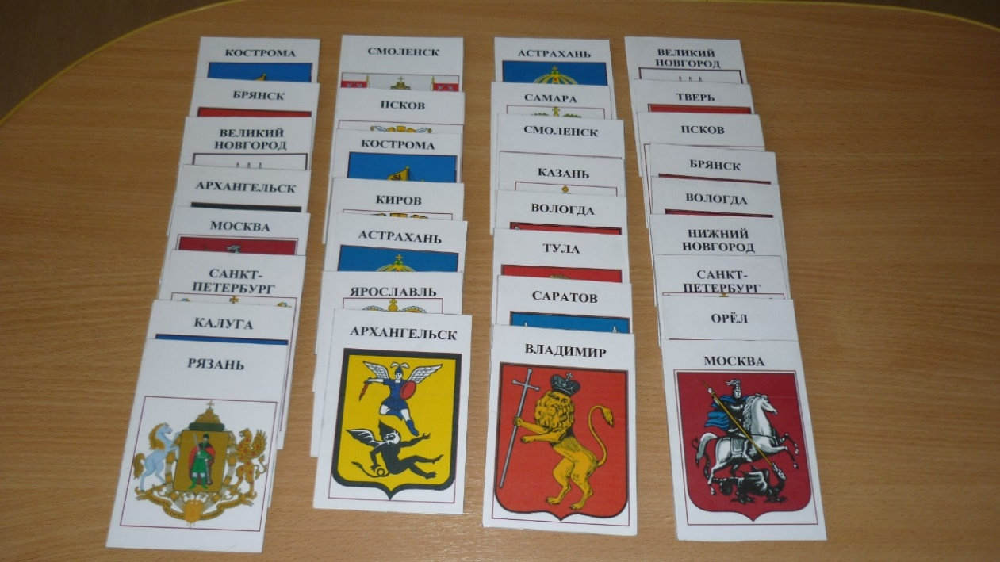 КОСТРОМА
БРЯНСК
ВЕЛИКИЙ
НОВГОРОД
АРХАНГЕЛЬСК
МОСКВА
САНКТ-
ПЕТЕРБУРГ
КАЛУГА
РЯЗАНЬ
СМОЛЕНСК
ПСКОВ
КОСТРОМА
КИРОВ
АСТРАХАНЬ
ЯРОСЛАВЛЬ
АРХАНГЕЛЬСК
АСТРАХАНЬ
САМАРА
СМОЛЕНСК
КАЗАНЬ
ВОЛОГДА
ТУЛА
САРАТОВ
ВЛАДИМИР
ВЕЛИКИЙ
НОВГОРОД
ТВЕРЬ
ПСКОВ
БРЯНСК
ВОЛОГДА
НИЖНИЙ
НОВГОРОД
САНКТ-
ПЕТЕРБУРГ
ОРЁЛ
МОСКВА